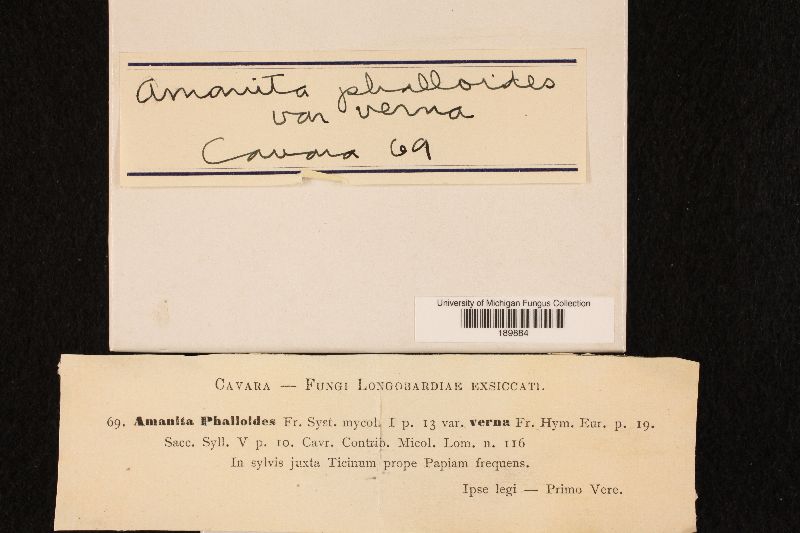 Amanita phalloides
var verna
Cavara 69
University of Michigan Fungus Collection
189884
CAVARA — FUNGI LONGOBARDIAE EXSICCATI.
69. Amanita Phalloides Fr. Syst. mycol. I p. 13 var. verna Fr. Hym. Eur. p. 19.
Sacc. Syll. V p. 10. Cavr. Contrib. Micol. Lom. n. 116
In sylvis juxta Ticinum prope Papiam frequens.
Ipse legi — Primo Vere.